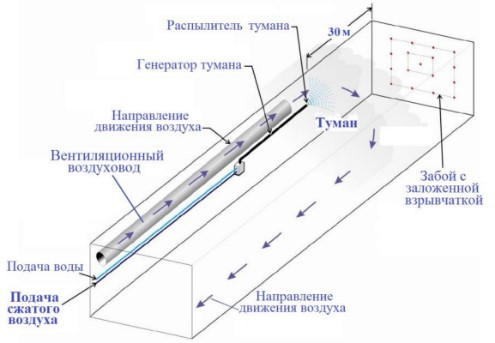 Распылитель тумана
30 м
Генератор тумана
Направление
движения воздуха
Туман
Вентиляционный
воздуховод
Забой с
заложенной
взрывчаткой
Подача воды
Подача
сжатого
воздуха
Направление
движения воздуха